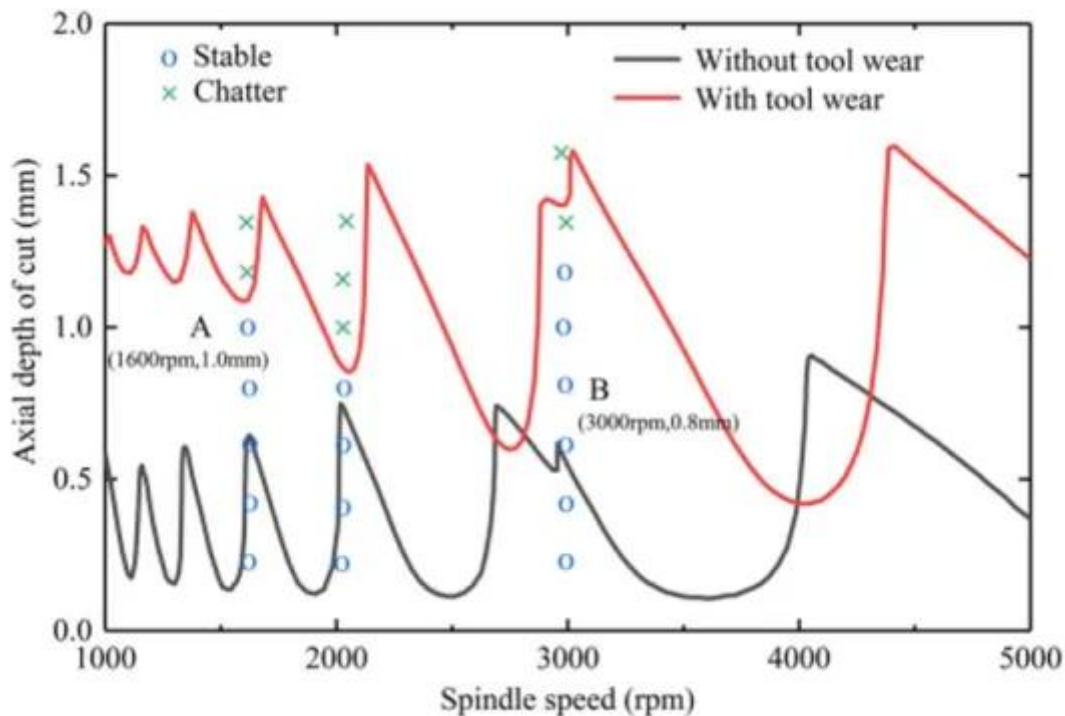 2.0
Stable
Chatter
Without tool wear
With tool wear
1.5
Axial depth of cut (mm)
1.0
A
(1600rpm,1.0mm)
B
(3000rpm,0.8mm)
0.5
0.0
1000 2000 3000 4000 5000
Spindle speed (rpm)